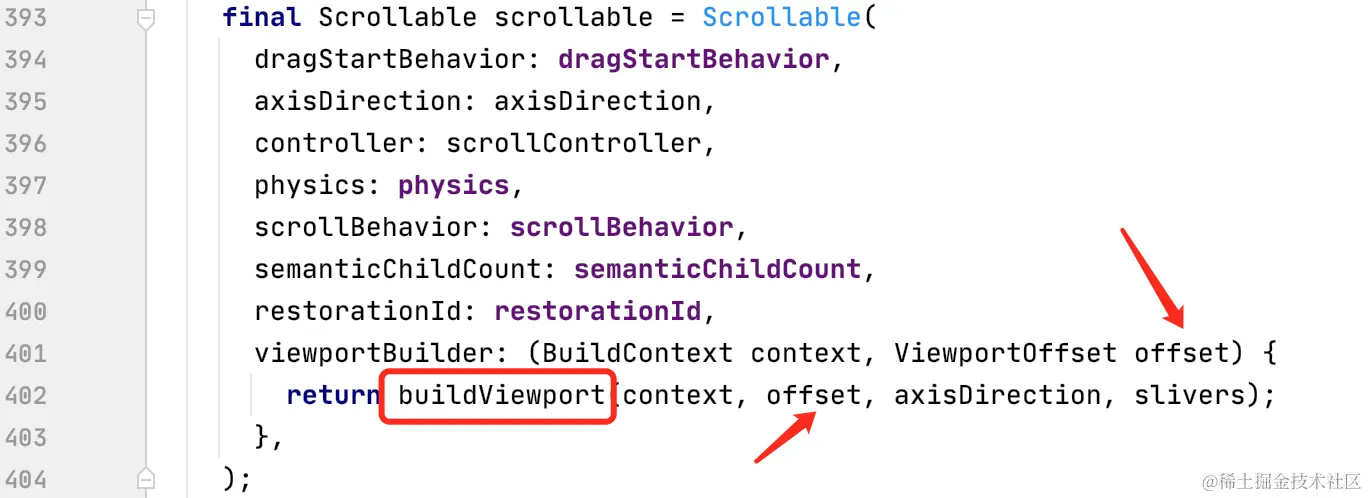 393 final Scrollable scrollable = Scrollable(
394 dragStartBehavior: dragStartBehavior,
395 axisDirection: axisDirection,
396 controller: scrollController,
397 physics: physics,
398 scrollBehavior: scrollBehavior,
399 semanticChildCount: semanticChildCount,
400 restorationId: restorationId,
401 viewportBuilder: (BuildContext context, ViewportOffset offset) {
402 return buildViewport(context, offset, axisDirection, slivers);
403 },
404 );
@稀土掘金技术社区